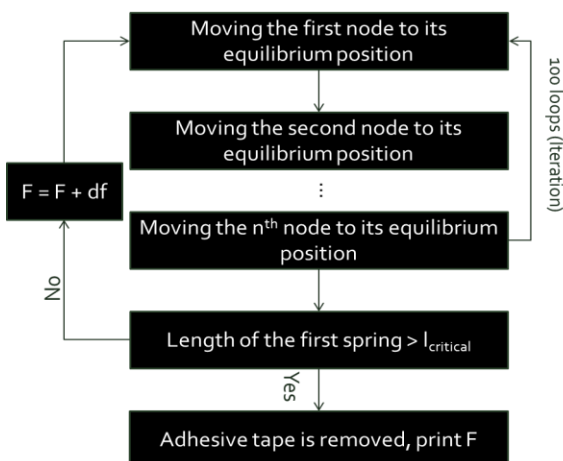 Moving the first node to its
equilibrium position
100 loops (Iteration)
Moving the second node to its
equilibrium position
F = F + df
...
Moving the nth node to its equilibrium
position
No
Length of the first spring > lcritical
Yes
Adhesive tape is removed, print F